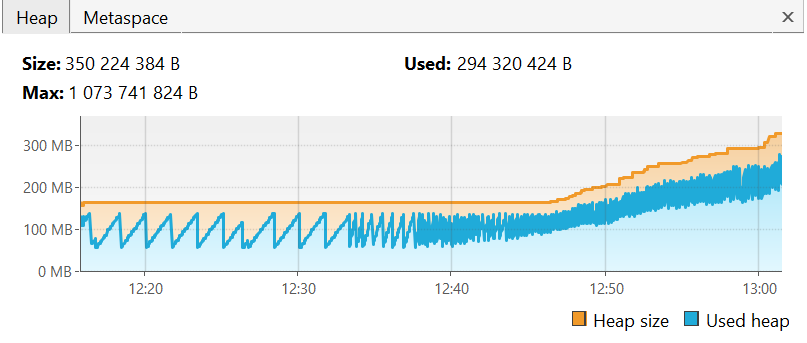 Heap Metaspace ×
Size: 350 224 384 B Used: 294 320 424 B
Max: 1 073 741 824 B
300 MB
200 MB
100 MB
0 MB
12:20 12:30 12:40 12:50 13:00
Heap size Used heap